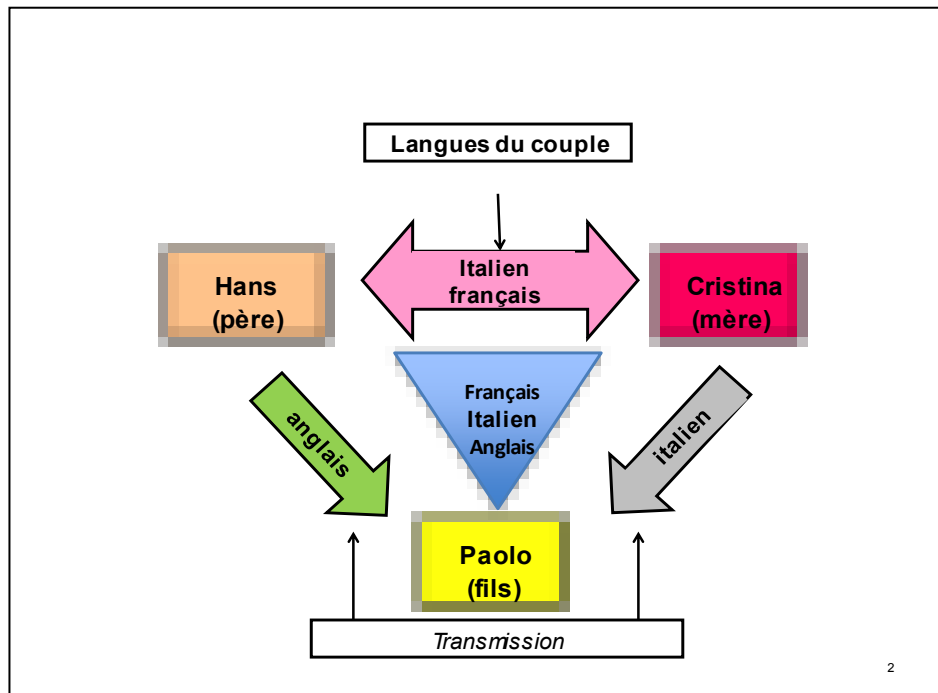 Langues du couple
Italien
français
Hans
(père)
Cristina
(mère)
Français
Italien
Anglais
anglais
italien
Paolo
(fils)
Transmission
2